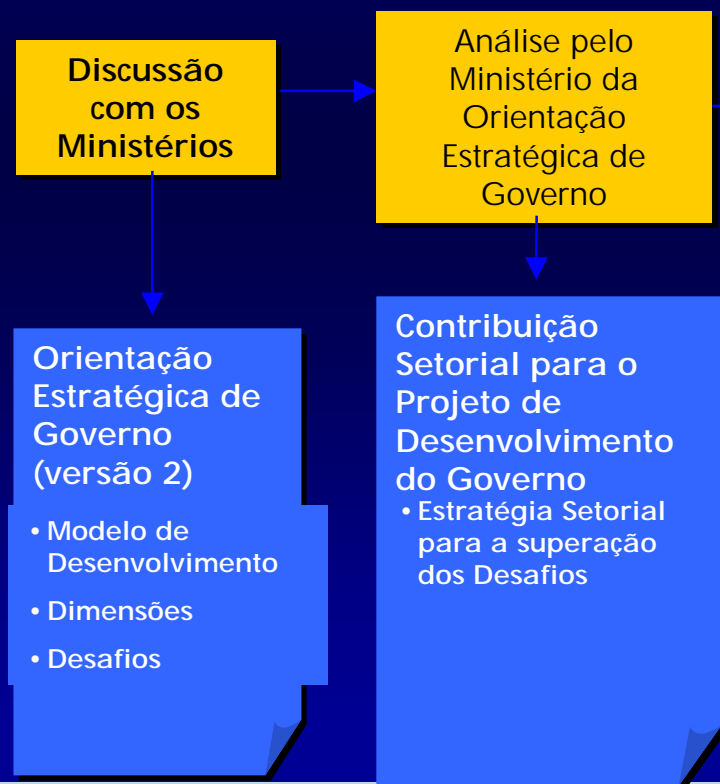 Discussão
com os
Ministérios
Análise pelo
Ministério da
Orientação
Estratégica de
Governo
Orientação
Estratégica de
Governo
(versão 2)
• Modelo de
Desenvolvimento
• Dimensões
• Desafios
Contribuição
Setorial para o
Projeto de
Desenvolvimento
do Governo
• Estratégia Setorial
para a superação
dos Desafios